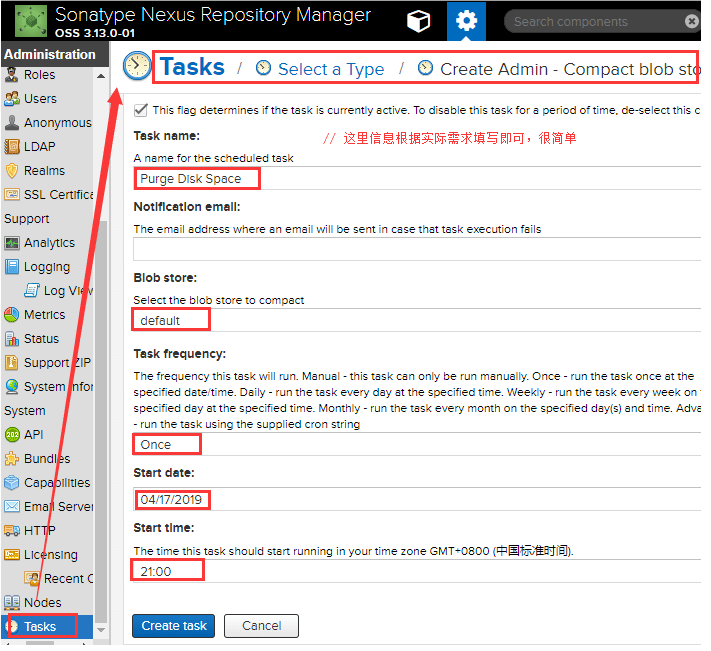 Sonatype Nexus Repository Manager
OSS 3.13.0-01
Search components
Administration
Roles
Users
Anonymous
LDAP
Realms
SSL Certifica
Support
Analytics
Logging
Log View
Metrics
Status
Support ZIP
System Infor
System
API
Bundles
Capabilities
Email Server
HTTP
Licensing
Recent C
Nodes
Tasks
Tasks / Select a Type / Create Admin - Compact blob sto
This flag determines if the task is currently active. To disable this task for a period of time, de-select this c
Task name:
// 这里信息根据实际需求填写即可，很简单
A name for the scheduled task
Purge Disk Space
Notification email:
The email address where an email will be sent in case that task execution fails
Blob store:
Select the blob store to compact
default
Task frequency:
The frequency this task will run. Manual - this task can only be run manually. Once - run the task once at the
specified date/time. Daily - run the task every day at the specified time. Weekly - run the task every week on
specified day at the specified time. Monthly - run the task every month on the specified day(s) and time. Adva
- run the task using the supplied cron string
Once
Start date:
04/17/2019
Start time:
The time this task should start running in your time zone GMT+0800 (中国标准时间).
21:00
Create task
Cancel